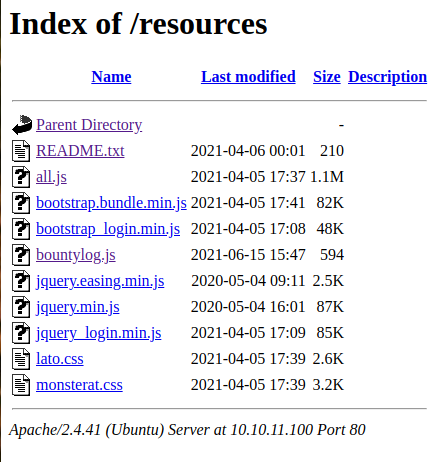 Index of /resources
Name Last modified Size Description
Parent Directory -
README.txt 2021-04-06 00:01 210
all.js 2021-04-05 17:37 1.1M
bootstrap.bundle.min.js 2021-04-05 17:41 82K
bootstrap_login.min.js 2021-04-05 17:08 48K
bountylog.js 2021-06-15 15:47 594
jquery.easing.min.js 2020-05-04 09:11 2.5K
jquery.min.js 2020-05-04 16:01 87K
jquery_login.min.js 2021-04-05 17:09 85K
lato.css 2021-04-05 17:39 2.6K
monsterat.css 2021-04-05 17:39 3.2K
Apache/2.4.41 (Ubuntu) Server at 10.10.11.100 Port 80